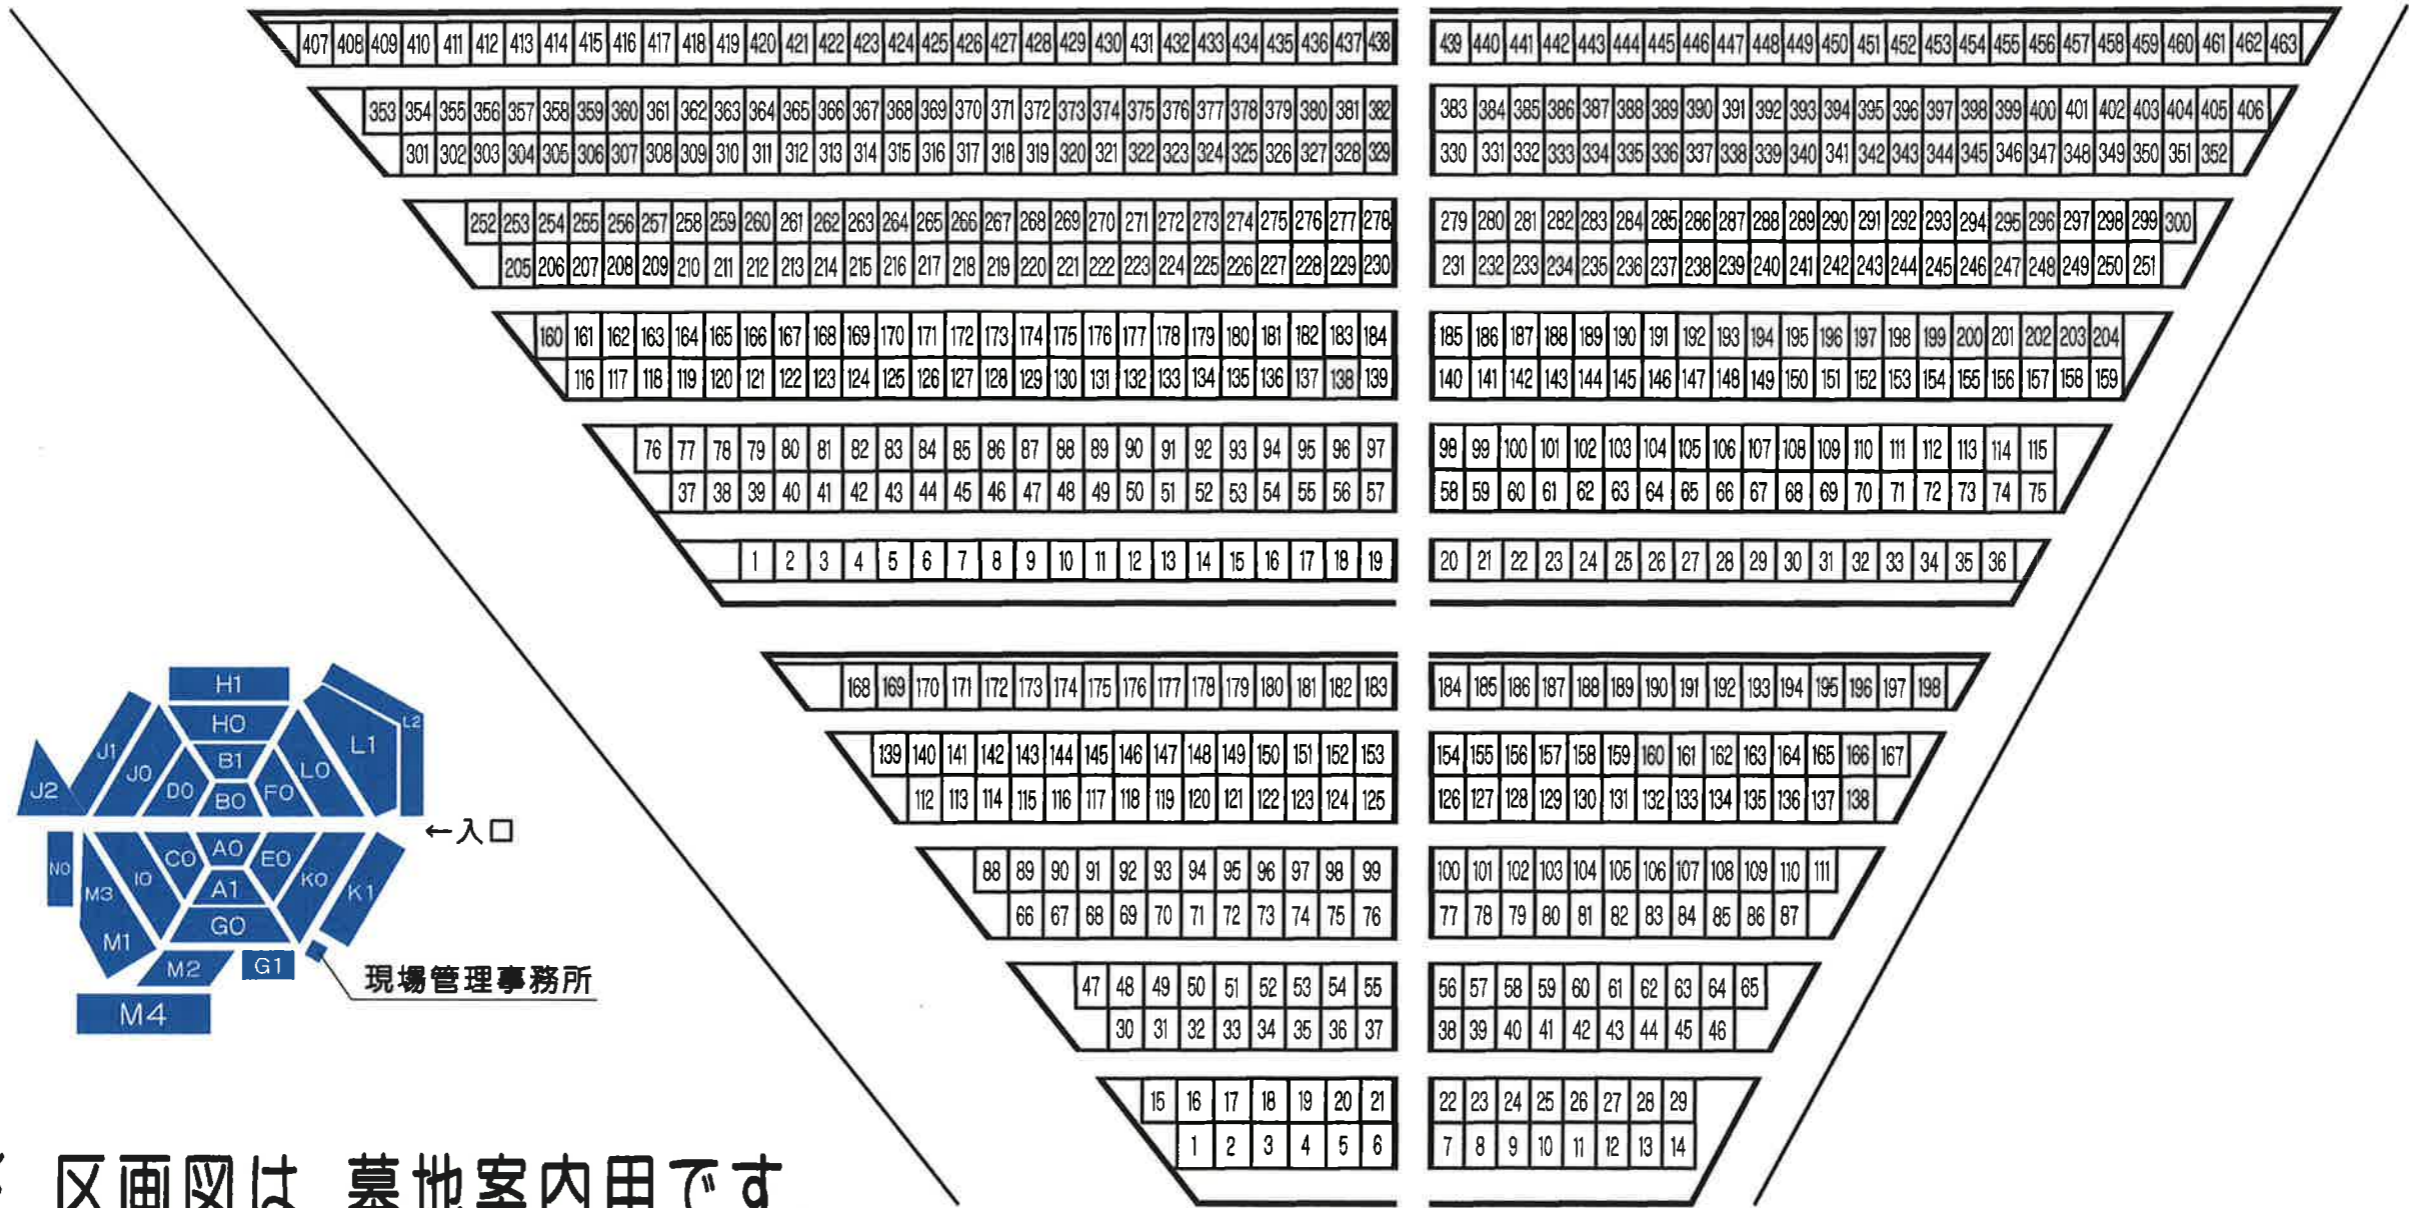 407 408 409 410 411 412 413 414 415 416 417 418 419 420 421 422 423 424 425 426 427 428 429 430 431 432 433 434 435 436 437 438 439 440 441 442 443 444 445 446 447 448 449 450 451 452 453 454 455 456 457 458 459 460 461 462 463
353 354 355 356 357 358 359 360 361 362 363 364 365 366 367 368 369 370 371 372 373 374 375 376 377 378 379 380 381 382 383 384 385 386 387 388 389 390 391 392 393 394 395 396 397 398 399 400 401 402 403 404 405 406
301 302 303 304 305 306 307 308 309 310 311 312 313 314 315 316 317 318 319 320 321 322 323 324 325 326 327 328 329 330 331 332 333 334 335 336 337 338 339 340 341 342 343 344 345 346 347 348 349 350 351 352
252 253 254 255 256 257 258 259 260 261 262 263 264 265 266 267 268 269 270 271 272 273 274 275 276 277 278 279 280 281 282 283 284 285 286 287 288 289 290 291 292 293 294 295 296 297 298 299 300
205 206 207 208 209 210 211 212 213 214 215 216 217 218 219 220 221 222 223 224 225 226 227 228 229 230 231 232 233 234 235 236 237 238 239 240 241 242 243 244 245 246 247 248 249 250 251
160 161 162 163 164 165 166 167 168 169 170 171 172 173 174 175 176 177 178 179 180 181 182 183 184 185 186 187 188 189 190 191 192 193 194 195 196 197 198 199 200 201 202 203 204
116 117 118 119 120 121 122 123 124 125 126 127 128 129 130 131 132 133 134 135 136 137 138 139 140 141 142 143 144 145 146 147 148 149 150 151 152 153 154 155 156 157 158 159
76 77 78 79 80 81 82 83 84 85 86 87 88 89 90 91 92 93 94 95 96 97 98 99 100 101 102 103 104 105 106 107 108 109 110 111 112 113 114 115
37 38 39 40 41 42 43 44 45 46 47 48 49 50 51 52 53 54 55 56 57 58 59 60 61 62 63 64 65 66 67 68 69 70 71 72 73 74 75
1 2 3 4 5 6 7 8 9 10 11 12 13 14 15 16 17 18 19 20 21 22 23 24 25 26 27 28 29 30 31 32 33 34 35 36
168 169 170 171 172 173 174 175 176 177 178 179 180 181 182 183 184 185 186 187 188 189 190 191 192 193 194 195 196 197 198
139 140 141 142 143 144 145 146 147 148 149 150 151 152 153 154 155 156 157 158 159 160 161 162 163 164 165 166 167
112 113 114 115 116 117 118 119 120 121 122 123 124 125 126 127 128 129 130 131 132 133 134 135 136 137 138
88 89 90 91 92 93 94 95 96 97 98 99 100 101 102 103 104 105 106 107 108 109 110 111
66 67 68 69 70 71 72 73 74 75 76 77 78 79 80 81 82 83 84 85 86 87
47 48 49 50 51 52 53 54 55 56 57 58 59 60 61 62 63 64 65
30 31 32 33 34 35 36 37 38 39 40 41 42 43 44 45 46
15 16 17 18 19 20 21 22 23 24 25 26 27 28 29
1 2 3 4 5 6 7 8 9 10 11 12 13 14
H1
H0
L2
J1
J0
B1
L0
L1
J2
D0
B0
F0
←入口
N0
M3
I0
C0
A0
E0
K0
K1
A1
G0
M1
M2
G1
現場管理事務所
M4
区画図は 墓地案内用です